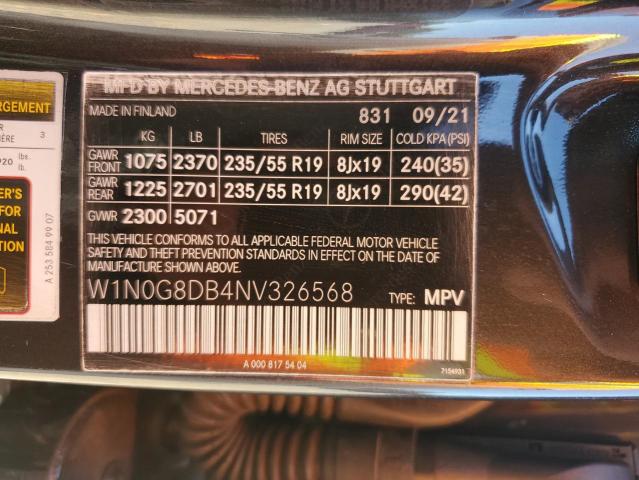 MFD BY MERCEDES-BENZ AG STUTTGART
MADE IN FINLAND 831 09/21
KG LB TIRES RIM SIZE COLD KPA(PSI)
GAWR FRONT 1075 2370 235/55 R19 8Jx19 240(35)
GAWR REAR 1225 2701 235/55 R19 8Jx19 290(42)
GVWR 2300 5071
THIS VEHICLE CONFORMS TO ALL APPLICABLE FEDERAL MOTOR VEHICLE
SAFETY AND THEFT PREVENTION STANDARDS IN EFFECT ON THE DATE OF
MANUFACTURE SHOWN ABOVE.
W1N0G8DB4NV326568 TYPE: MPV
A 000 817 54 04
7154931
3
lbs.
kg.
FOR
AND
A 253 584 99 07